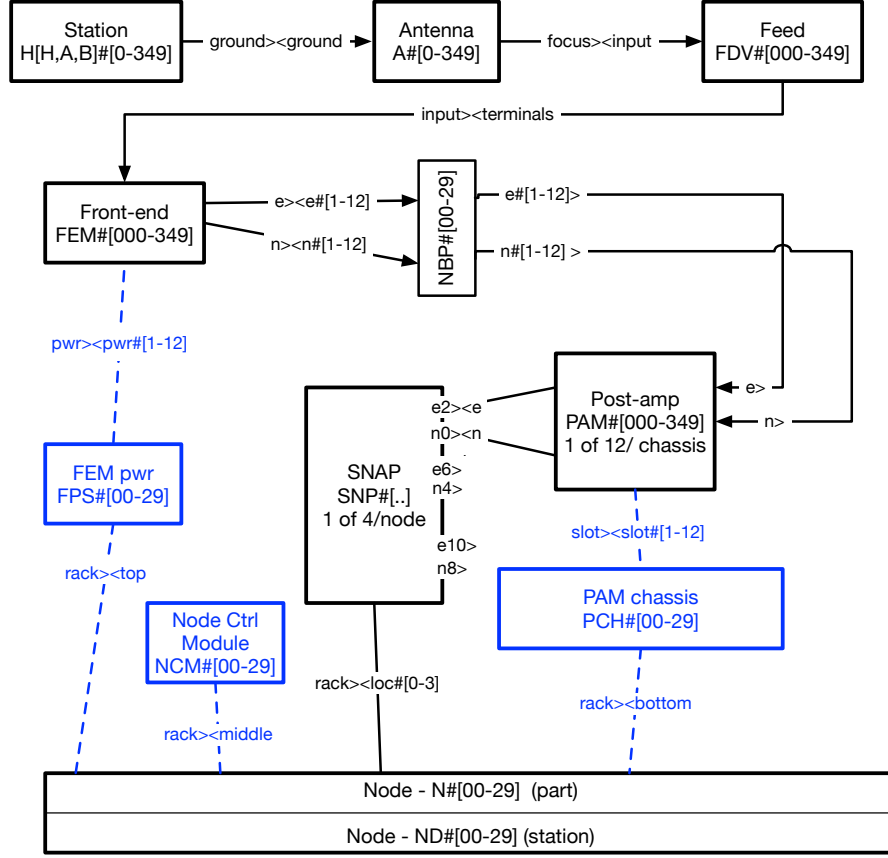 Station
H[H,A,B]#[0-349]
ground><ground
Antenna
A#[0-349]
focus><input
Feed
FDV#[000-349]
input><terminals
Front-end
FEM#[000-349]
e><e#[1-12]
n><n#[1-12]
NBP#[00-29]
e#[1-12]>
n#[1-12] >
pwr><pwr#[1-12]
e>
n>
Post-amp
PAM#[000-349]
1 of 12/ chassis
e2><e
n0><n
e6>
n4>
e10>
n8>
SNAP
SNP#[..]
1 of 4/node
FEM pwr
FPS#[00-29]
slot><slot#[1-12]
rack><top
PAM chassis
PCH#[00-29]
Node Ctrl
Module
NCM#[00-29]
rack><loc#[0-3]
rack><bottom
rack><middle
Node - N#[00-29] (part)
Node - ND#[00-29] (station)